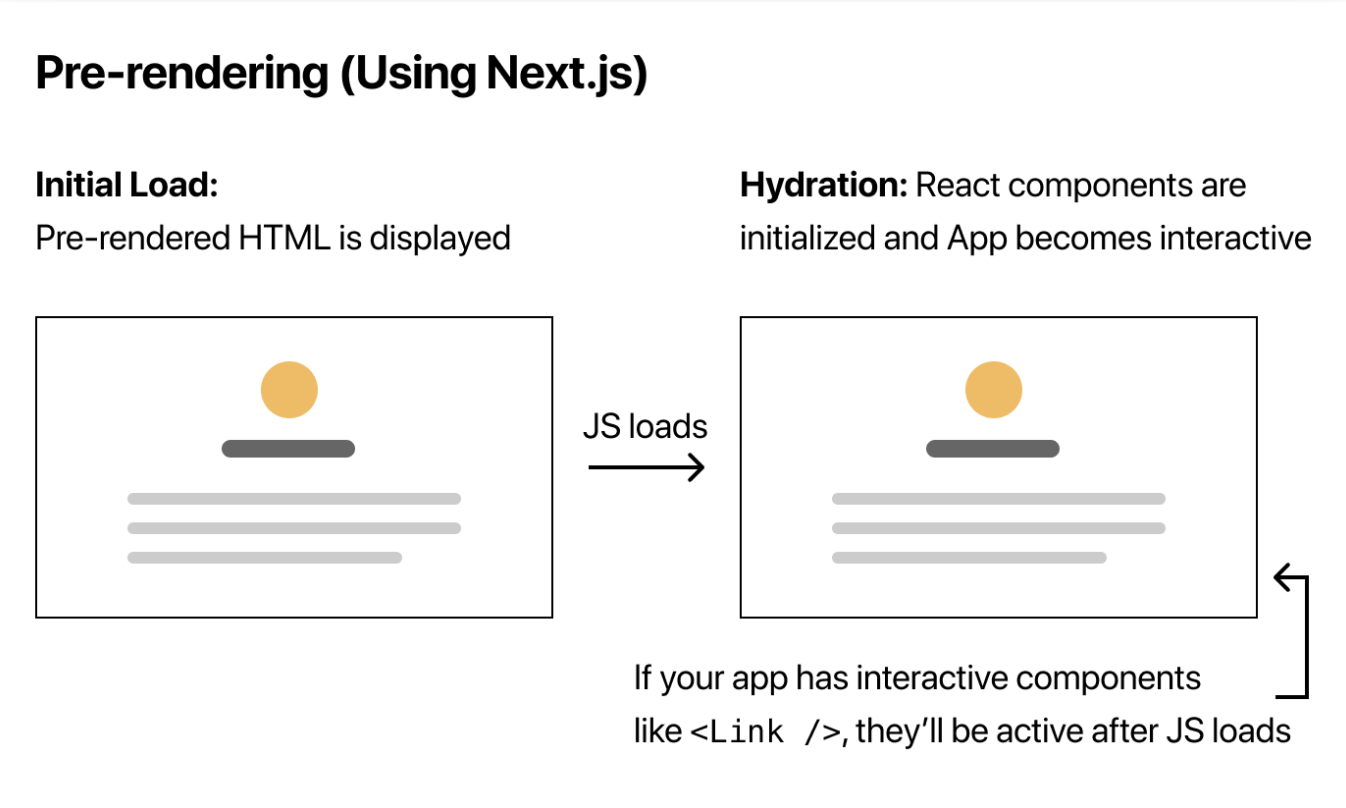 Pre-rendering (Using Next.js)
Initial Load:
Pre-rendered HTML is displayed
Hydration: React components are
initialized and App becomes interactive
JS loads
If your app has interactive components
like <Link />, they’ll be active after JS loads